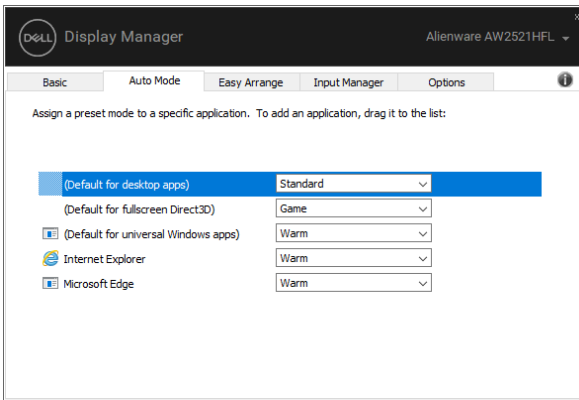 DELL Display Manager Alienware AW2521HFL
Basic Auto Mode Easy Arrange Input Manager Options
Assign a preset mode to a specific application. To add an application, drag it to the list:
(Default for desktop apps) Standard
(Default for fullscreen Direct3D) Game
(Default for universal Windows apps) Warm
Internet Explorer Warm
Microsoft Edge Warm